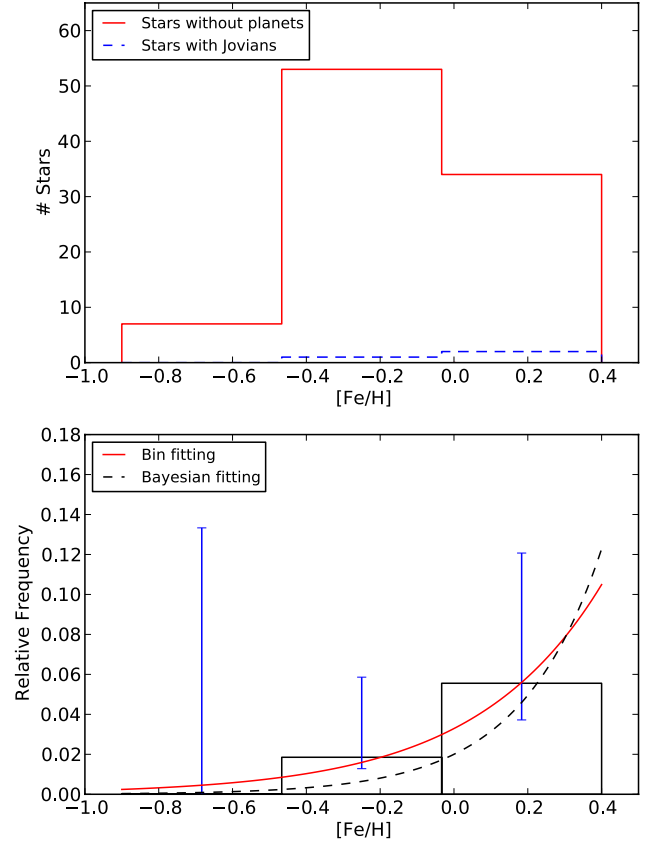 Stars without planets
Stars with Jovians
60
50
40
30
20
10
0
# Stars
−1.0 −0.8 −0.6 −0.4 −0.2 0.0 0.2 0.4
[Fe/H]
Bin fitting
Bayesian fitting
0.18
0.16
0.14
0.12
0.10
0.08
0.06
0.04
0.02
0.00
Relative Frequency
−1.0 −0.8 −0.6 −0.4 −0.2 0.0 0.2 0.4
[Fe/H]